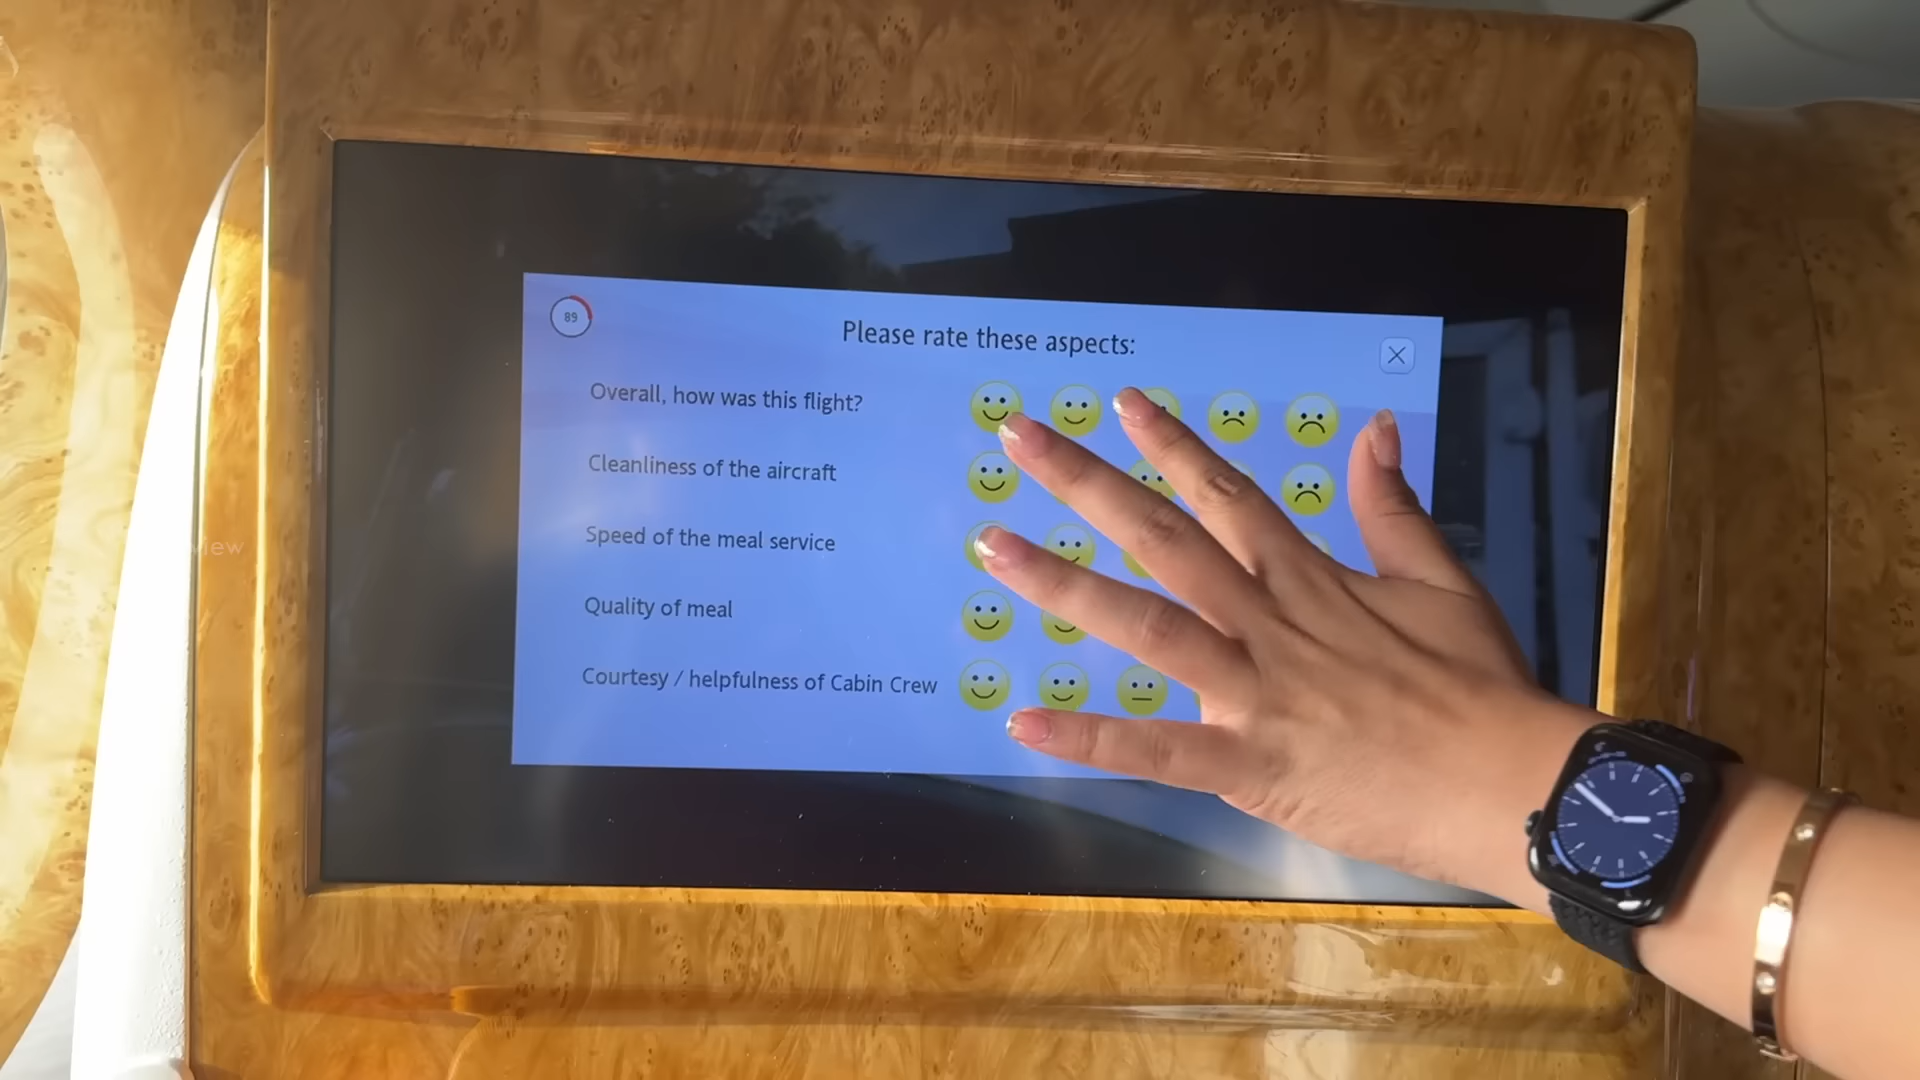 89
Please rate these aspects:
Overall, how was this flight?
Cleanliness of the aircraft
Speed of the meal service
Quality of meal
Courtesy / helpfulness of Cabin Crew
view